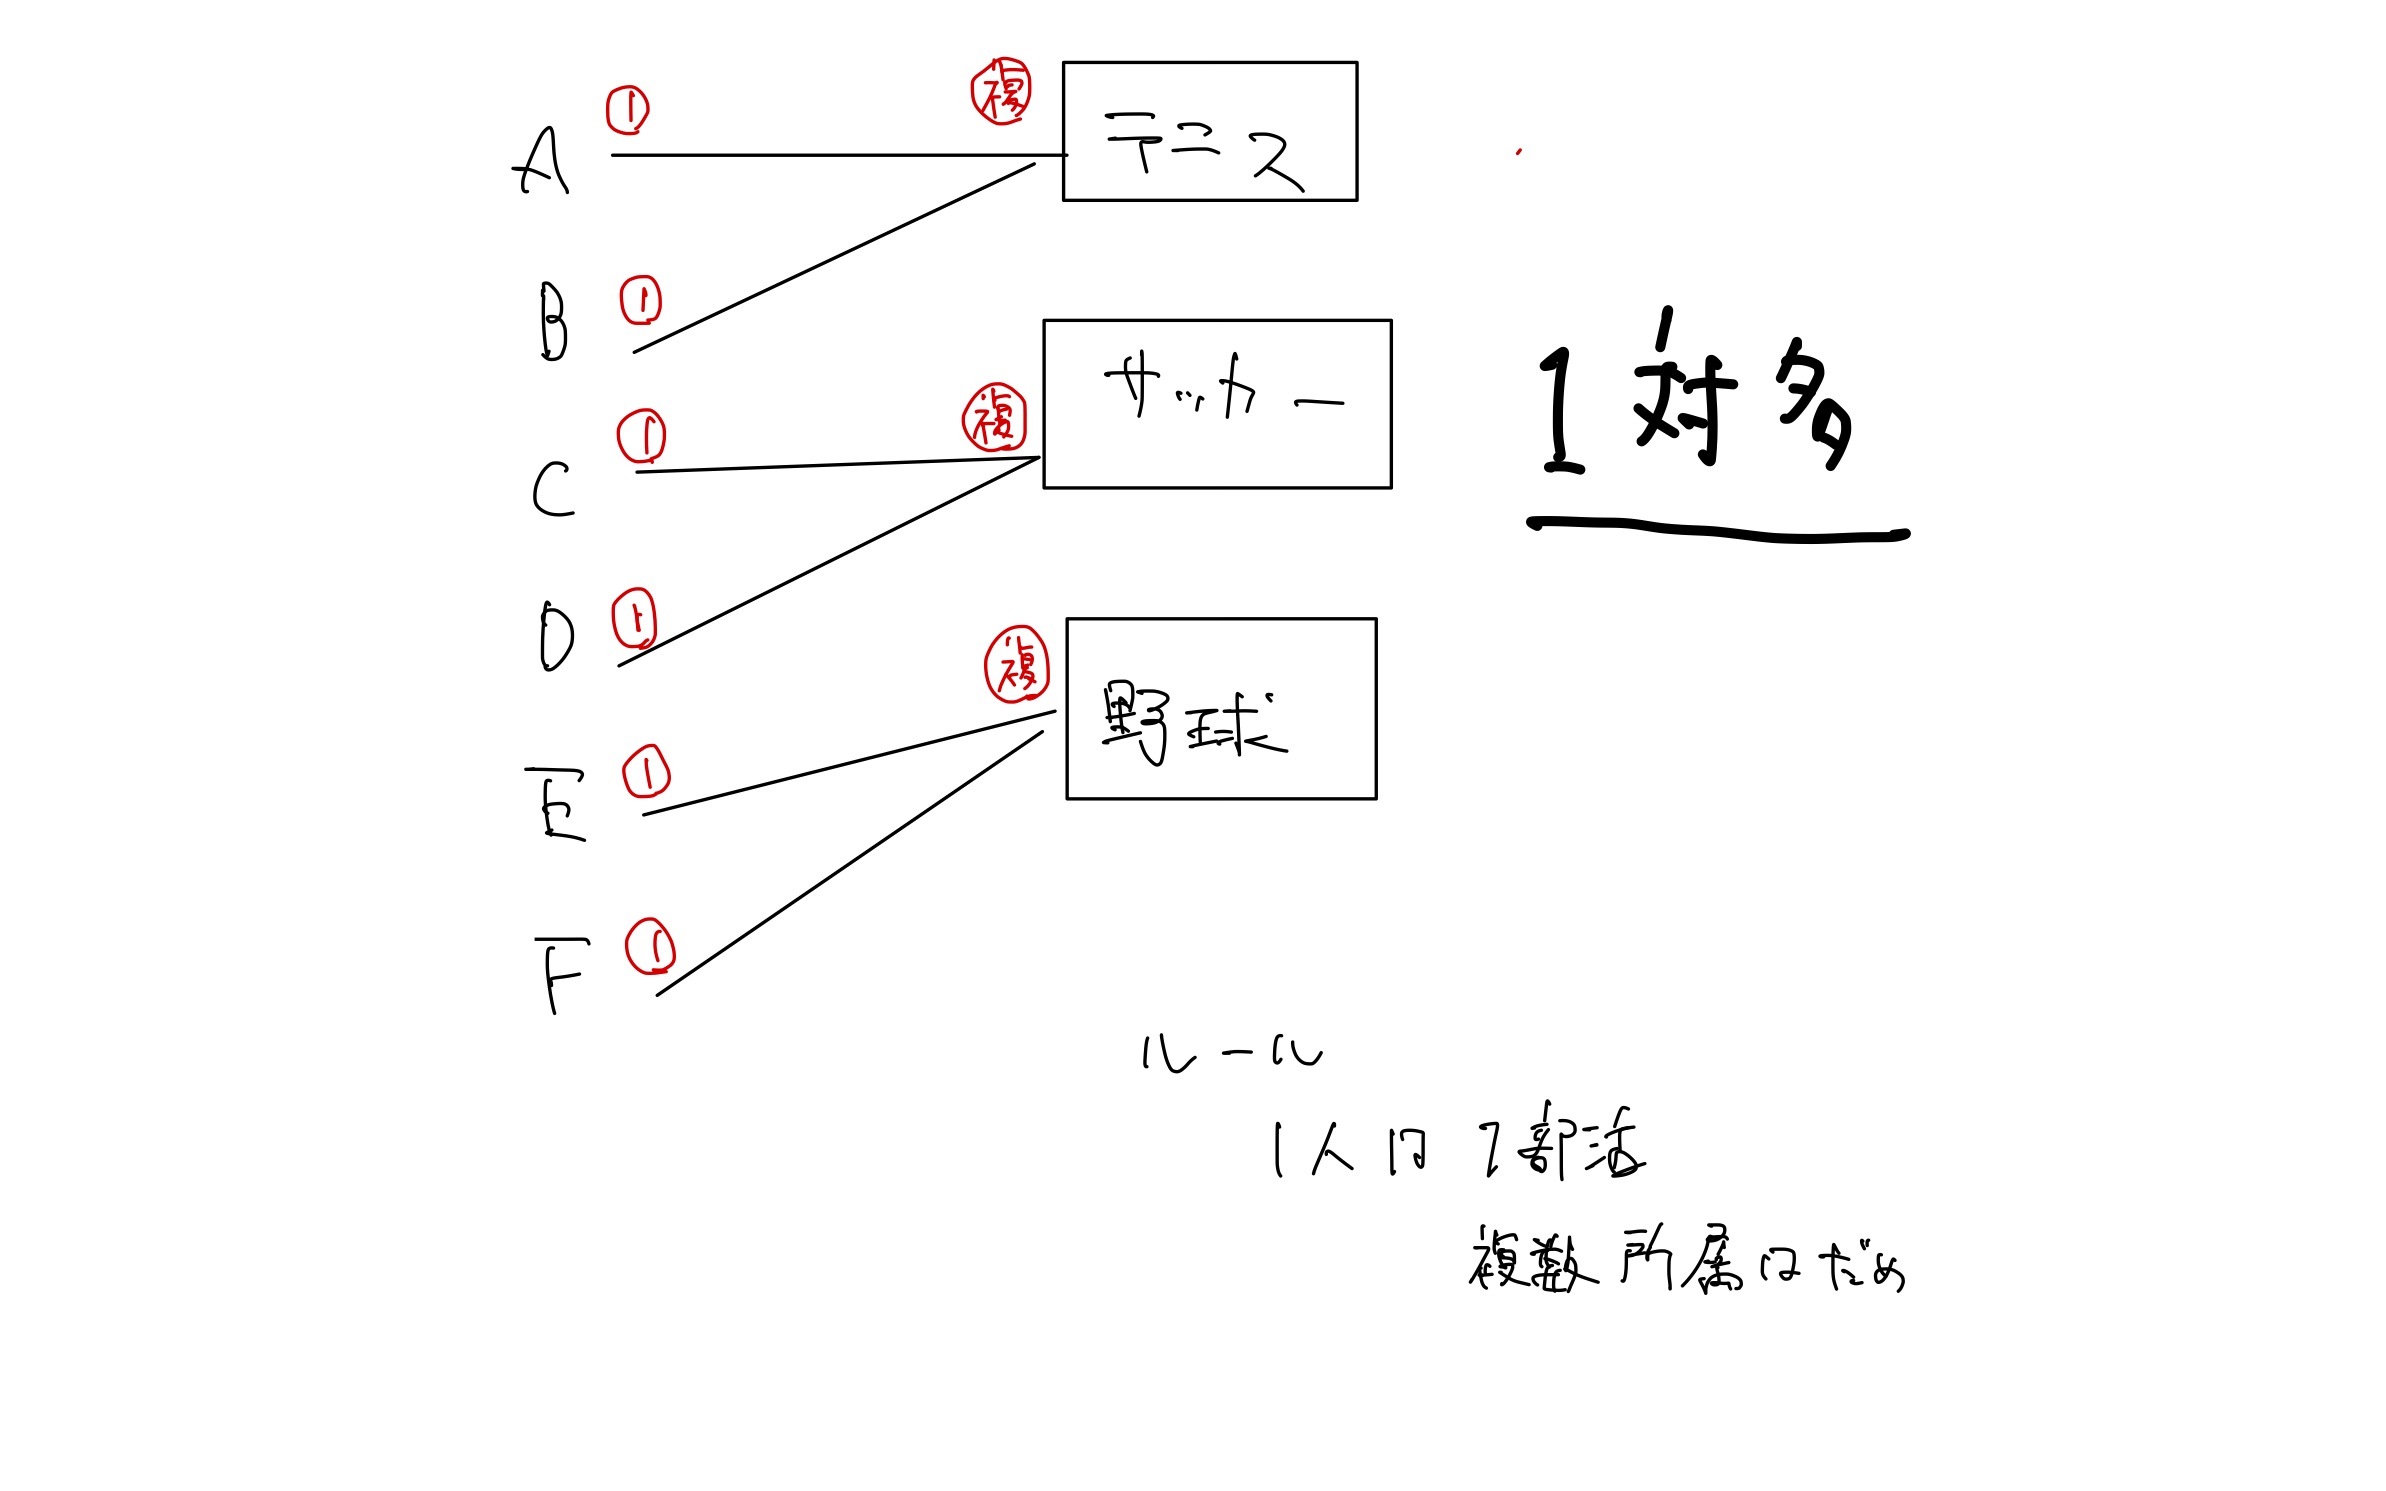 A ① 複 テニス
B ①
C ① 複 サッカー
1対多
D ①
E ① 複 野球
F ①
ルール
1人は 1部活
複数 所属はだめ